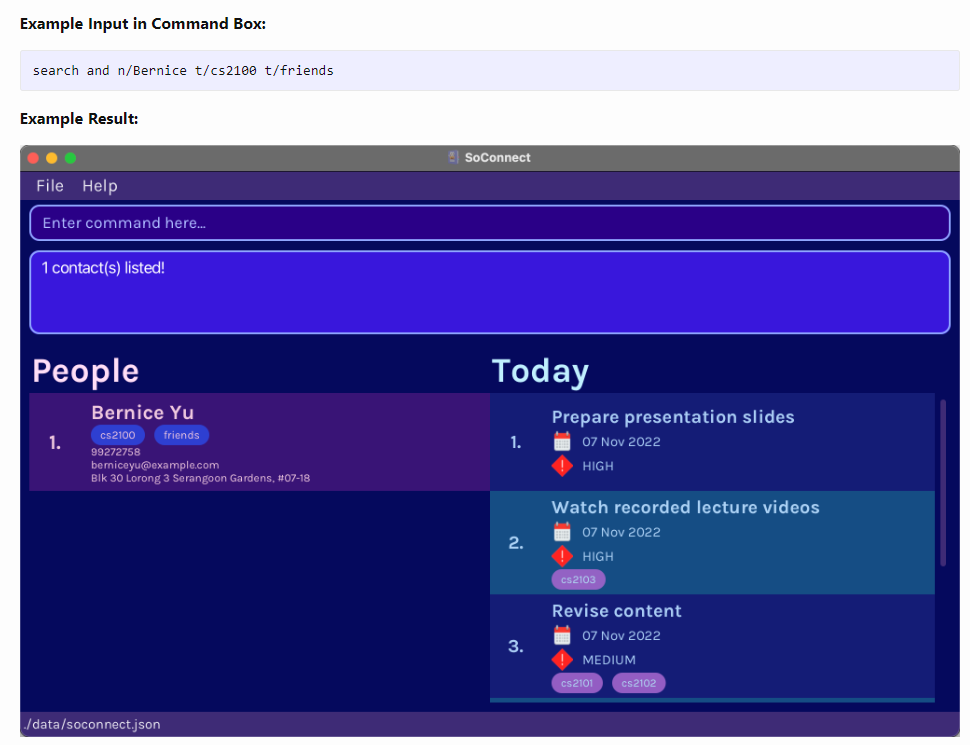 Example Input in Command Box:
search and n/Bernice t/cs2100 t/friends
Example Result:
SoConnect
File Help
Enter command here...
1 contact(s) listed!
People
1.
Bernice Yu
cs2100 friends
99272758
berniceyu@example.com
Blk 30 Lorong 3 Serangoon Gardens, #07-18
Today
1.
Prepare presentation slides
07 Nov 2022
HIGH
2.
Watch recorded lecture videos
07 Nov 2022
HIGH
cs2103
3.
Revise content
07 Nov 2022
MEDIUM
cs2101 cs2102
./data/soconnect.json